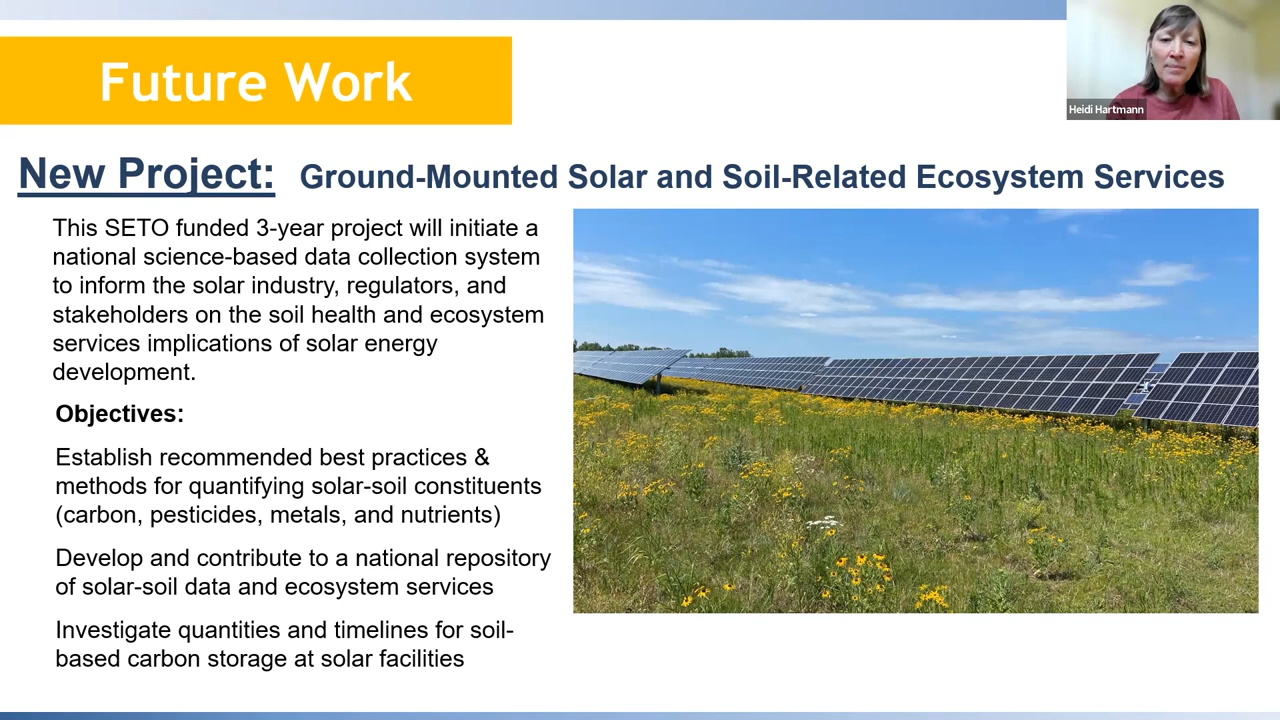 Future Work
Heidi Hartmann
New Project: Ground-Mounted Solar and Soil-Related Ecosystem Services
This SETO funded 3-year project will initiate a
national science-based data collection system
to inform the solar industry, regulators, and
stakeholders on the soil health and ecosystem
services implications of solar energy
development.
Objectives:
Establish recommended best practices &
methods for quantifying solar-soil constituents
(carbon, pesticides, metals, and nutrients)
Develop and contribute to a national repository
of solar-soil data and ecosystem services
Investigate quantities and timelines for soil-
based carbon storage at solar facilities